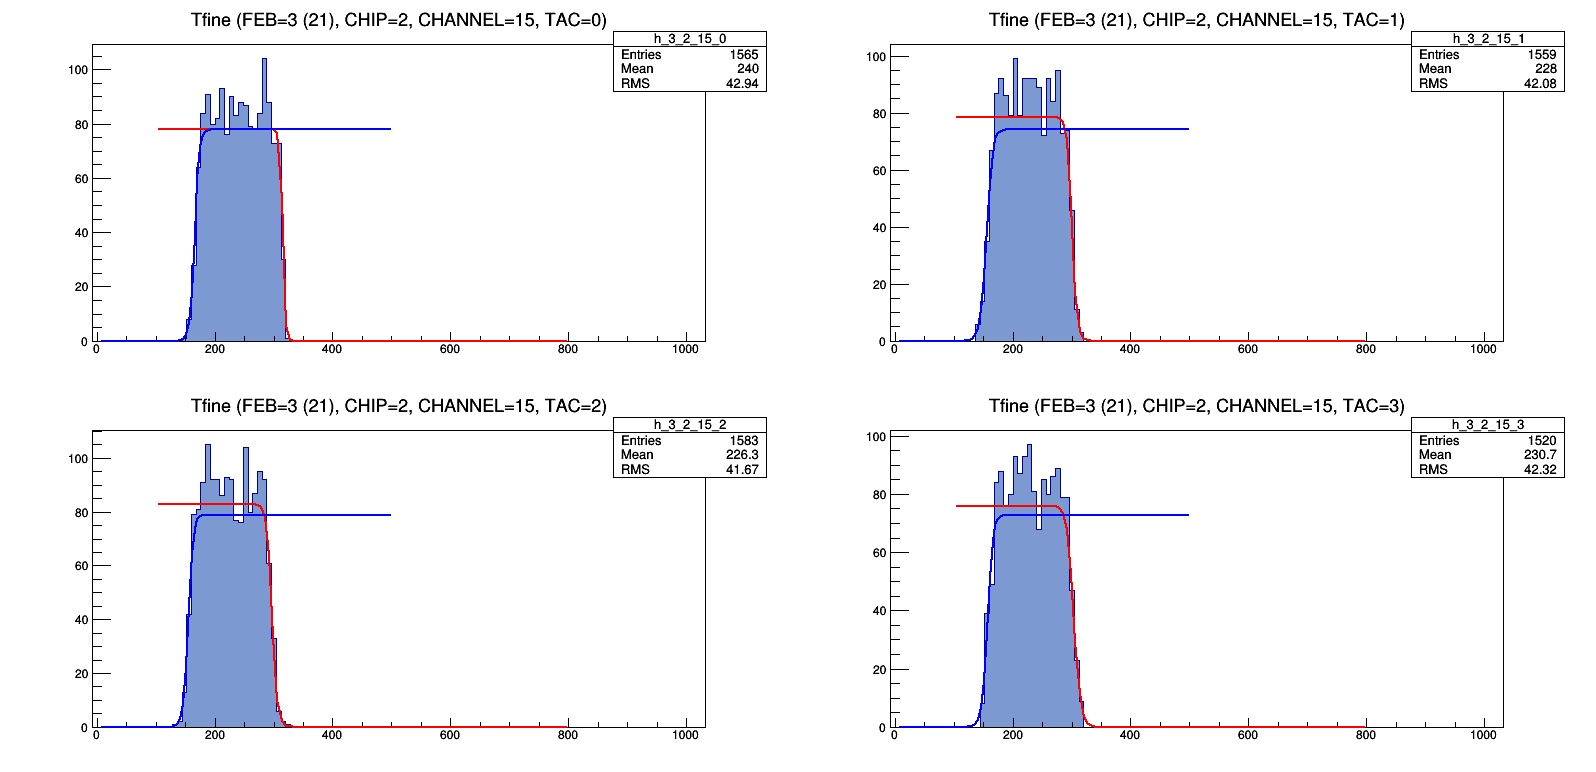 Tfine (FEB=3 (21), CHIP=2, CHANNEL=15, TAC=0)
h_3_2_15_0
Entries 1565
Mean 240
RMS 42.94
100
80
60
40
20
0
0 200 400 600 800 1000
Tfine (FEB=3 (21), CHIP=2, CHANNEL=15, TAC=1)
h_3_2_15_1
Entries 1559
Mean 228
RMS 42.08
100
80
60
40
20
0
0 200 400 600 800 1000
Tfine (FEB=3 (21), CHIP=2, CHANNEL=15, TAC=2)
h_3_2_15_2
Entries 1583
Mean 226.3
RMS 41.67
100
80
60
40
20
0
0 200 400 600 800 1000
Tfine (FEB=3 (21), CHIP=2, CHANNEL=15, TAC=3)
h_3_2_15_3
Entries 1520
Mean 230.7
RMS 42.32
100
80
60
40
20
0
0 200 400 600 800 1000